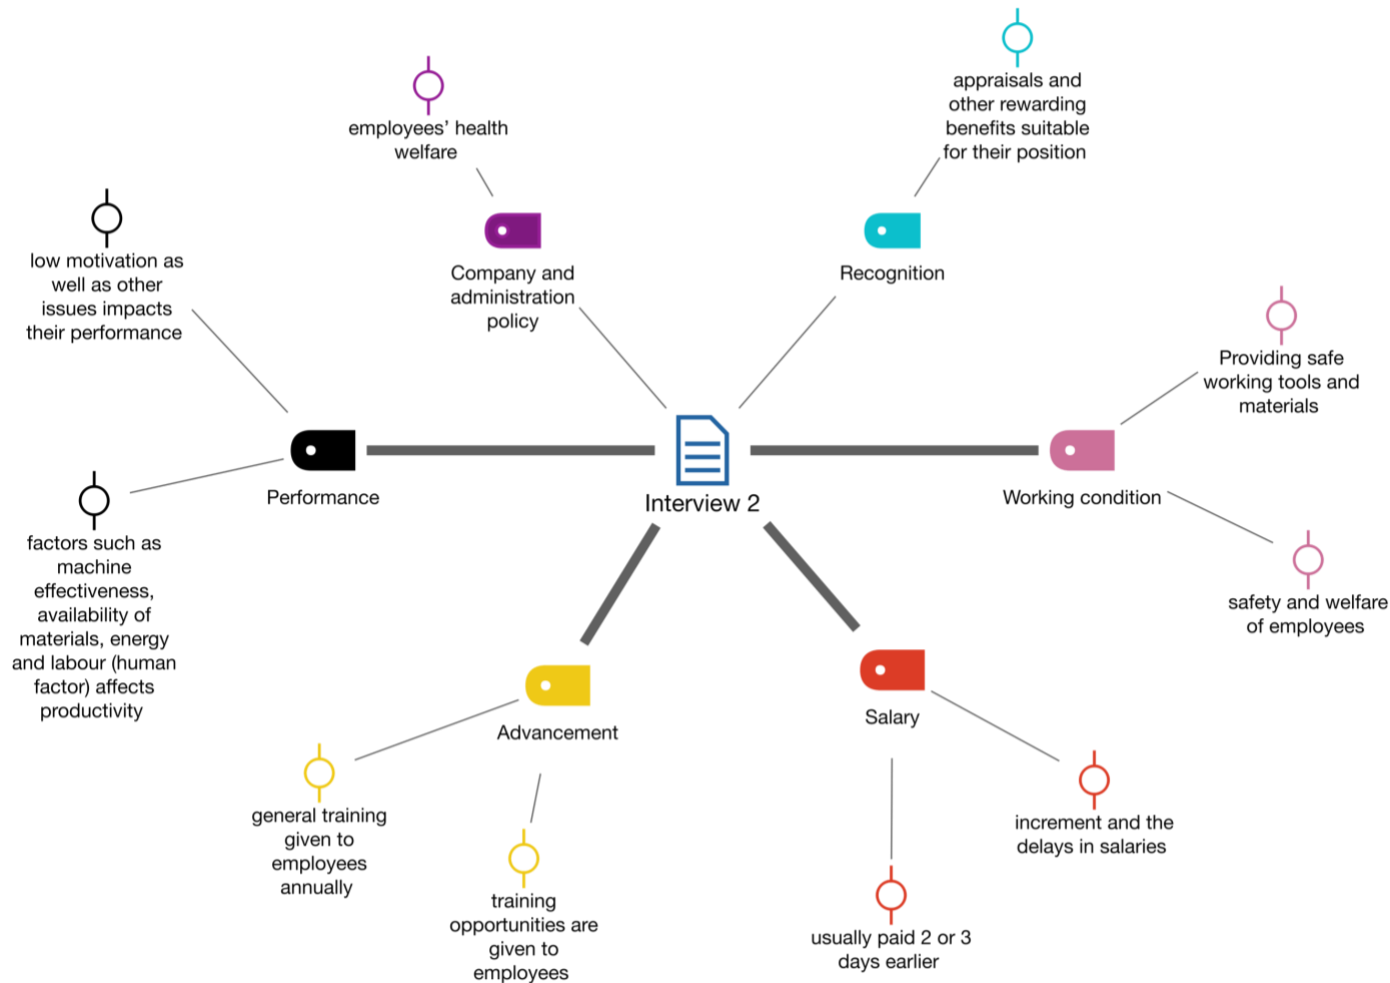 appraisals and
other rewarding
benefits suitable
for their position
employees’ health
welfare
low motivation as
well as other
issues impacts
their performance
Company and
administration
policy
Recognition
Providing safe
working tools and
materials
Performance
Interview 2
Working condition
factors such as
machine
effectiveness,
availability of
materials, energy
and labour (human
factor) affects
productivity
safety and welfare
of employees
Advancement
Salary
general training
given to
employees
annually
increment and the
delays in salaries
training
opportunities are
given to
employees
usually paid 2 or 3
days earlier